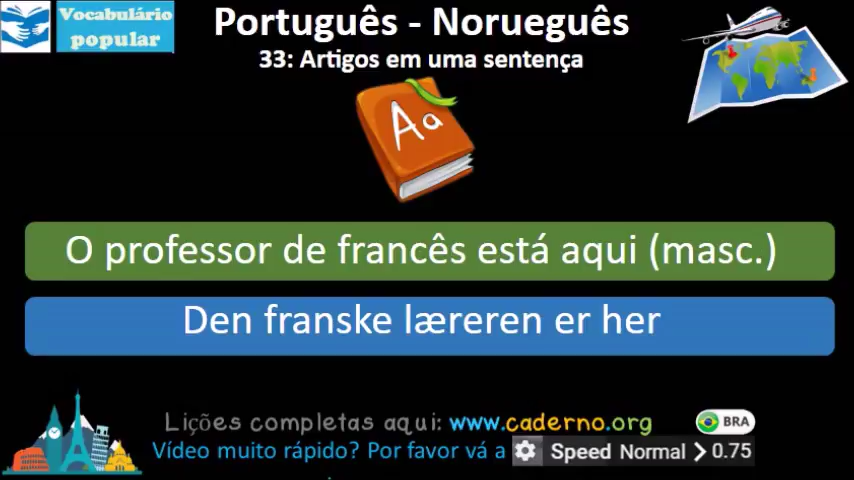 Vocabulário
popular
Português - Norueguês
33: Artigos em uma sentença
Aa
O professor de francês está aqui (masc.)
Den franske læreren er her
Lições completas aqui: www.caderno.org
BRA
Vídeo muito rápido? Por favor vá a Speed Normal > 0.75